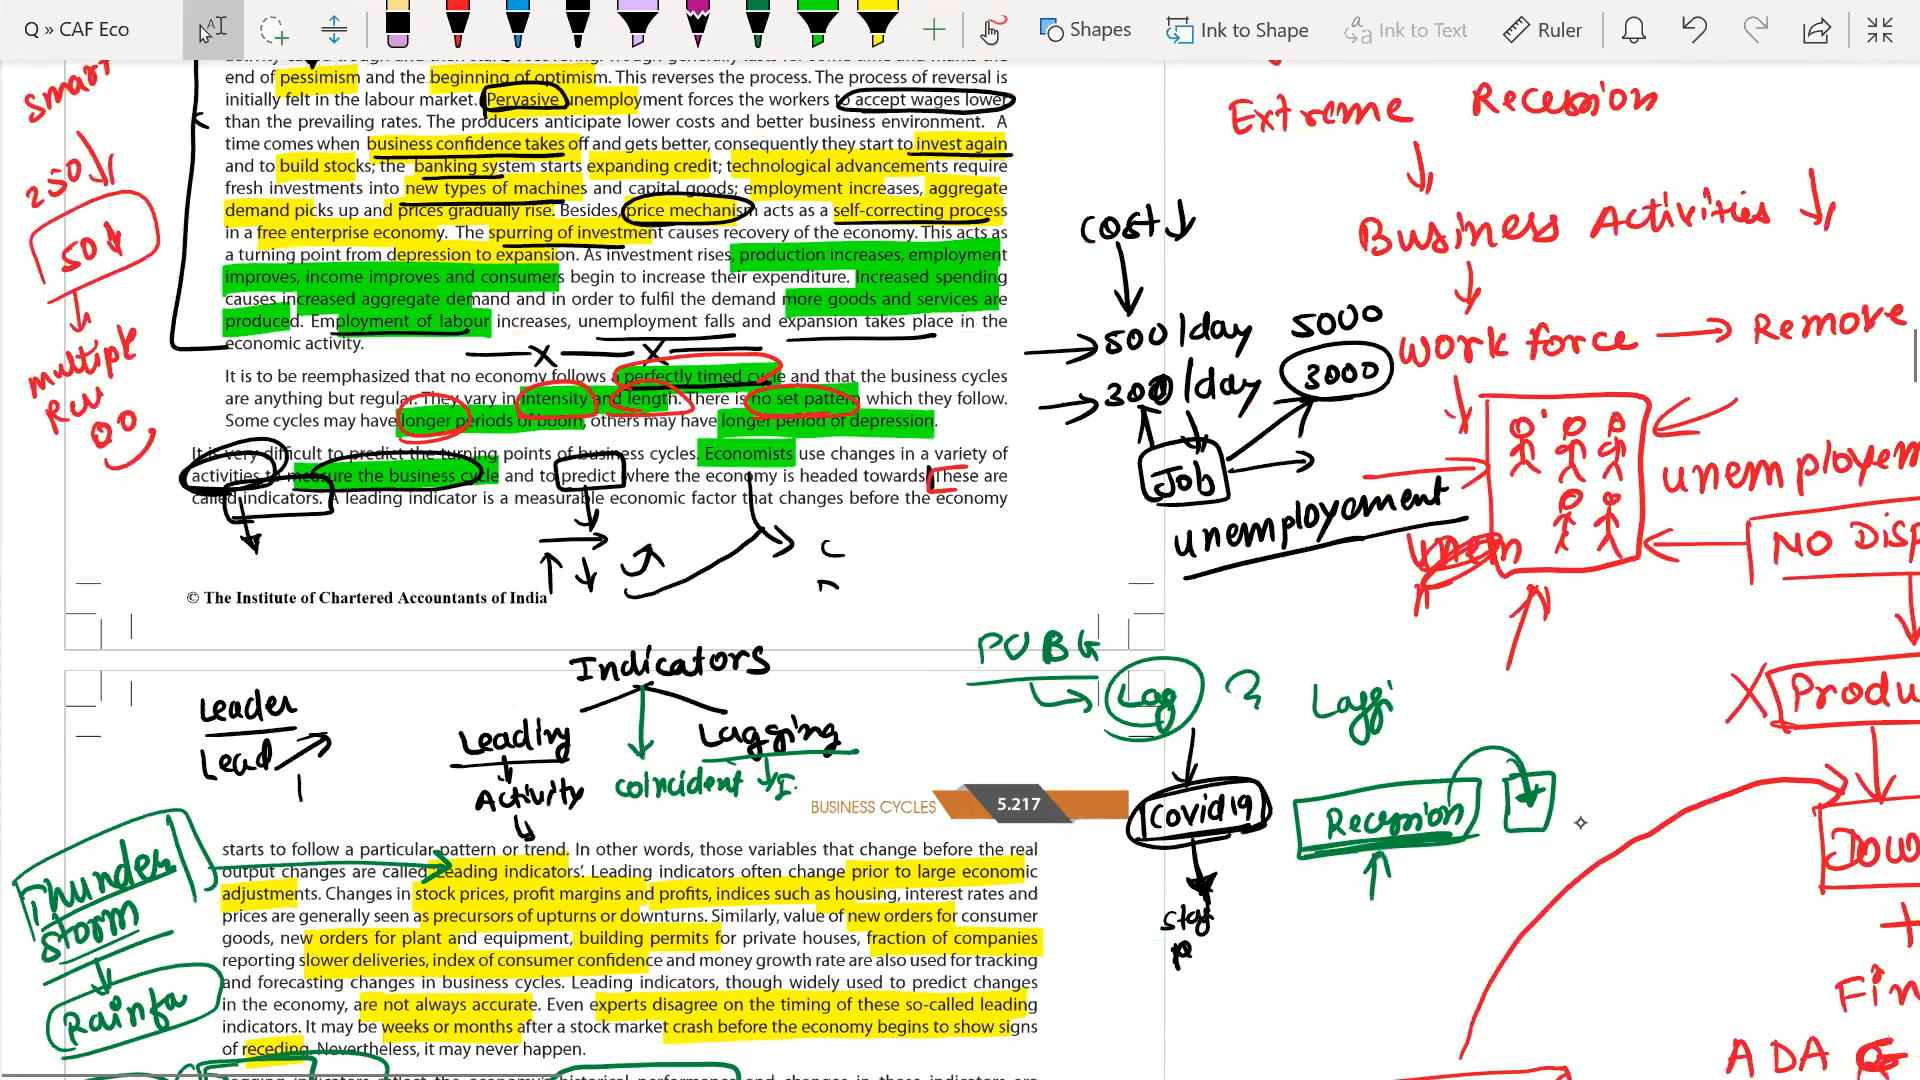 Q » CAF Eco
Shapes
Ink to Shape
Ink to Text
Ruler
end of pessimism and the beginning of optimism. This reverses the process. The process of reversal is
initially felt in the labour market. Pervasive unemployment forces the workers to accept wages lower
than the prevailing rates. The producers anticipate lower costs and better business environment. A
time comes when business confidence takes off and gets better, consequently they start to invest again
and to build stocks; the banking system starts expanding credit; technological advancements require
fresh investments into new types of machines and capital goods; employment increases, aggregate
demand picks up and prices gradually rise. Besides, price mechanism acts as a self-correcting process
in a free enterprise economy. The spurring of investment causes recovery of the economy. This acts as
a turning point from depression to expansion. As investment rises, production increases, employment
improves, income improves and consumers begin to increase their expenditure. Increased spending
causes increased aggregate demand and in order to fulfil the demand more goods and services are
produced. Employment of labour increases, unemployment falls and expansion takes place in the
economic activity.
It is to be reemphasized that no economy follows a perfectly timed cycle and that the business cycles
are anything but regular. They vary in intensity and length. There is no set pattern which they follow.
Some cycles may have longer periods of boom, others may have longer period of depression.
It is very difficult to predict the turning points of business cycles. Economists use changes in a variety of
activities to measure the business cycle and to predict where the economy is headed towards. These are
called indicators. A leading indicator is a measurable economic factor that changes before the economy
© The Institute of Chartered Accountants of India
smart
250
50
multiple
Rev
00
cost
500/day
300/day
5000
3000
Job
unemployement
Extreme Recession
Business Activities
Work force
Remove
unemployem
NO Disp
Produ
Dow
+
Fin
ADA
Indicators
Leading
Lagging
Activity
coincident
I.
Leader
Lead
PUBG
Lag
Laggi
Covid19
Recession
BUSINESS CYCLES
5.217
Thunder
storm
Rainfa
starts to follow a particular pattern or trend. In other words, those variables that change before the real
output changes are called 'Leading indicators'. Leading indicators often change prior to large economic
adjustments. Changes in stock prices, profit margins and profits, indices such as housing, interest rates and
prices are generally seen as precursors of upturns or downturns. Similarly, value of new orders for consumer
goods, new orders for plant and equipment, building permits for private houses, fraction of companies
reporting slower deliveries, index of consumer confidence and money growth rate are also used for tracking
and forecasting changes in business cycles. Leading indicators, though widely used to predict changes
in the economy, are not always accurate. Even experts disagree on the timing of these so-called leading
indicators. It may be weeks or months after a stock market crash before the economy begins to show signs
of receding. Nevertheless, it may never happen.